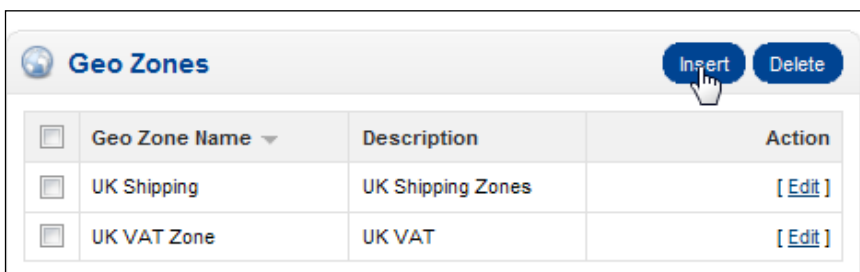 Geo Zones Insert Delete
Geo Zone Name Description Action
UK Shipping UK Shipping Zones [ Edit ]
UK VAT Zone UK VAT [ Edit ]